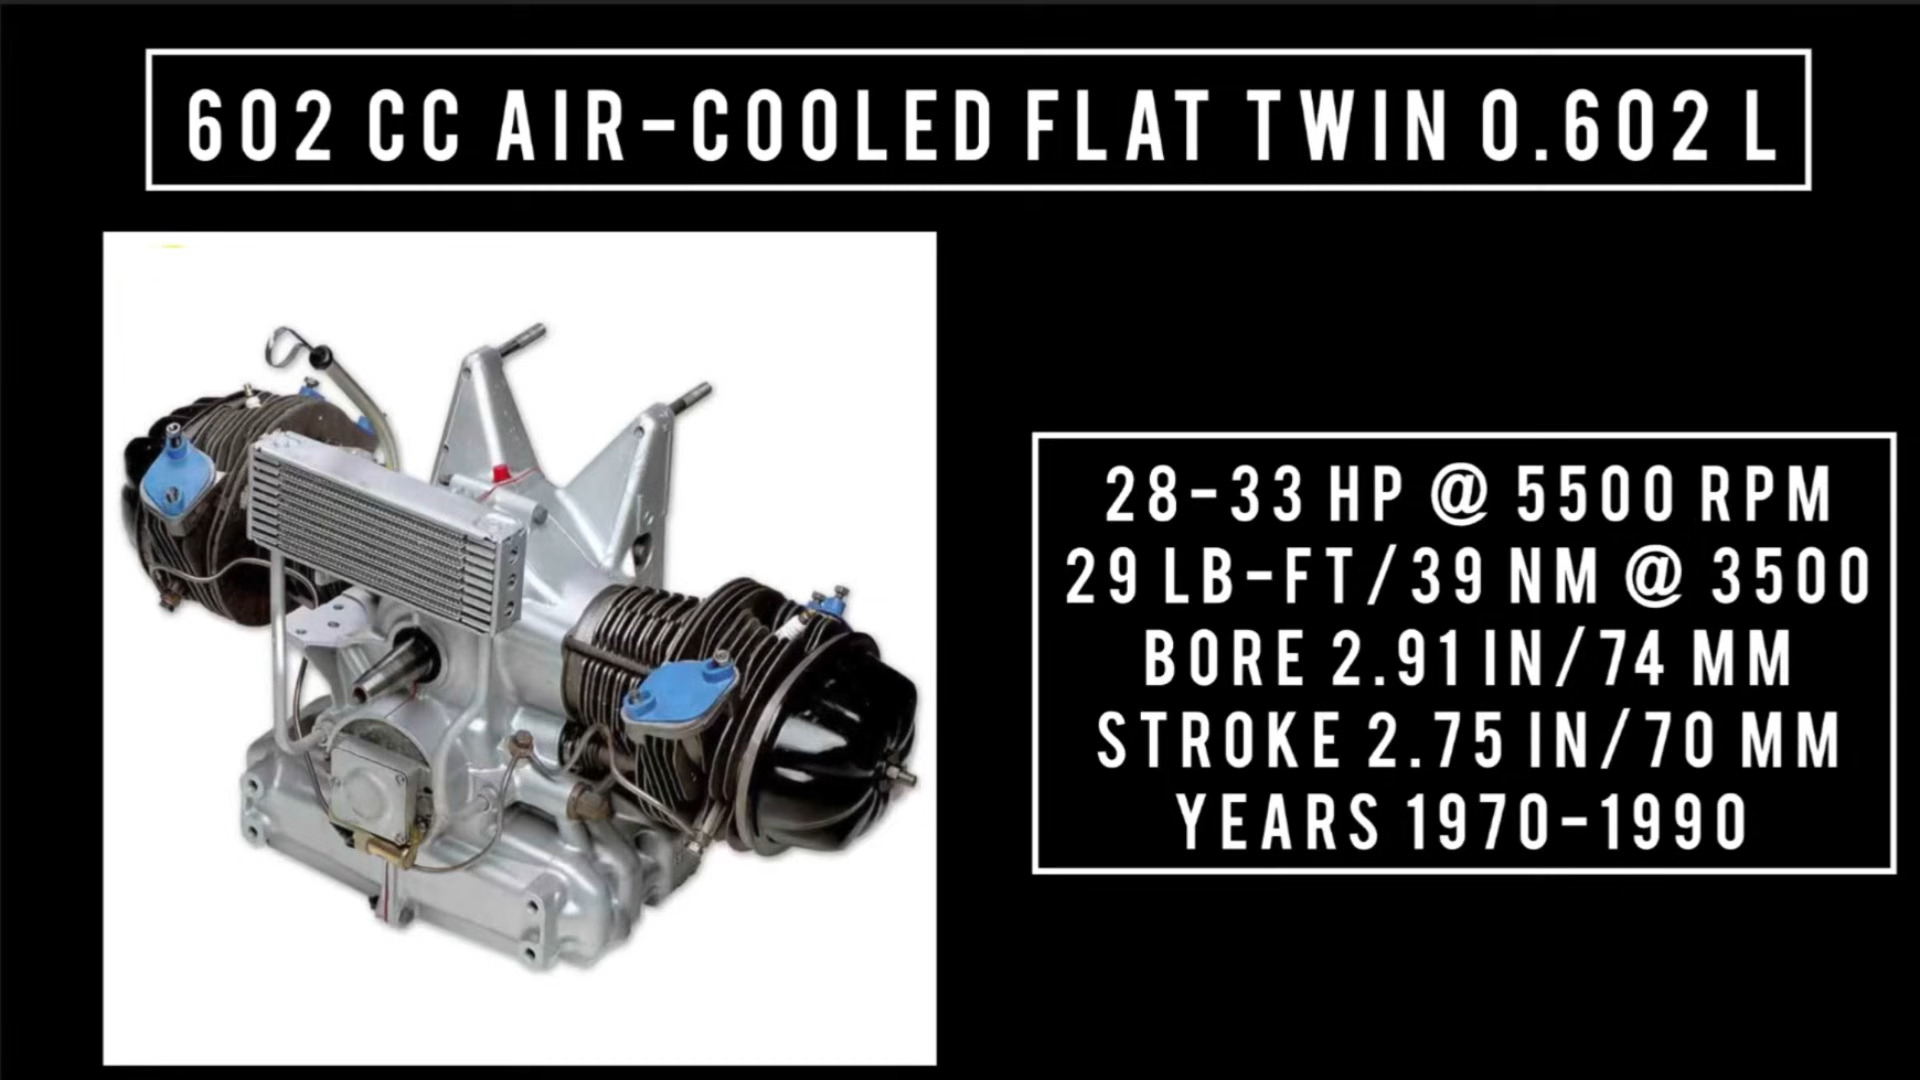 602 CC AIR-COOLED FLAT TWIN 0.602 L
28-33 HP @ 5500 RPM
29 LB-FT/39 NM @ 3500
BORE 2.91 IN/74 MM
STROKE 2.75 IN/70 MM
YEARS 1970-1990